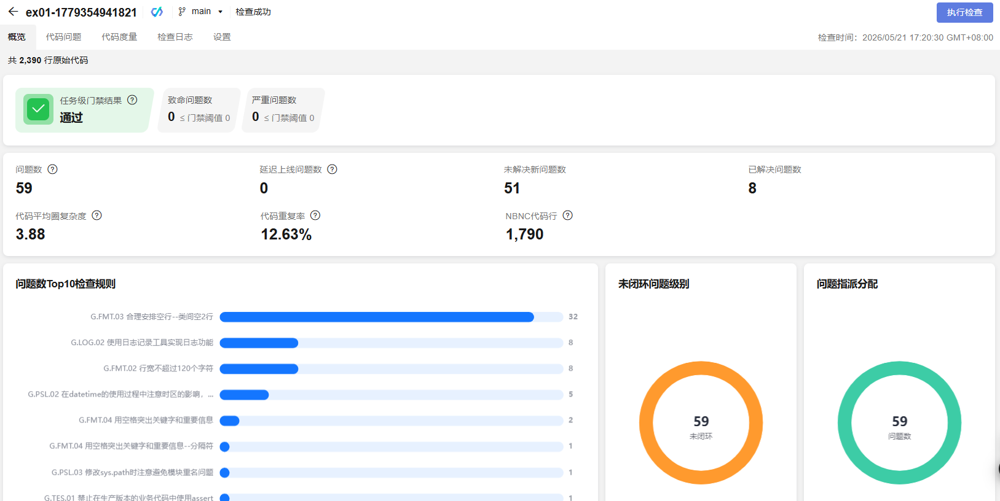 ex01-1779354941821 main 检查成功 执行检查
概览 代码问题 代码度量 检查日志 设置 检查时间：2026/05/21 17:20:30 GMT+08:00
共 2,390 行原始代码
任务级门禁结果 ? 致命问题数 严重问题数
通过 0 ≤ 门禁阈值 0 0 ≤ 门禁阈值 0
问题数 ? 延迟上线问题数 ? 未解决新问题数 已解决问题数
59 0 51 8
代码平均圈复杂度 ? 代码重复率 ? NBNC代码行 ?
3.88 12.63% 1,790
问题数Top10检查规则
G.FMT.03 合理安排空行--类间空2行 32
G.LOG.02 使用日志记录工具实现日志功能 8
G.FMT.02 行宽不超过120个字符 8
G.PSL.02 在datetime的使用过程中注意时区的影响，... 5
G.FMT.04 用空格突出关键字和重要信息 2
G.FMT.04 用空格突出关键字和重要信息--分隔符 1
G.PSL.03 修改sys.path时注意避免模块重名问题 1
G.TES.01 禁止在生产版本的业务代码中使用assert 1
未闭环问题级别
59
未闭环
问题指派分配
59
问题数